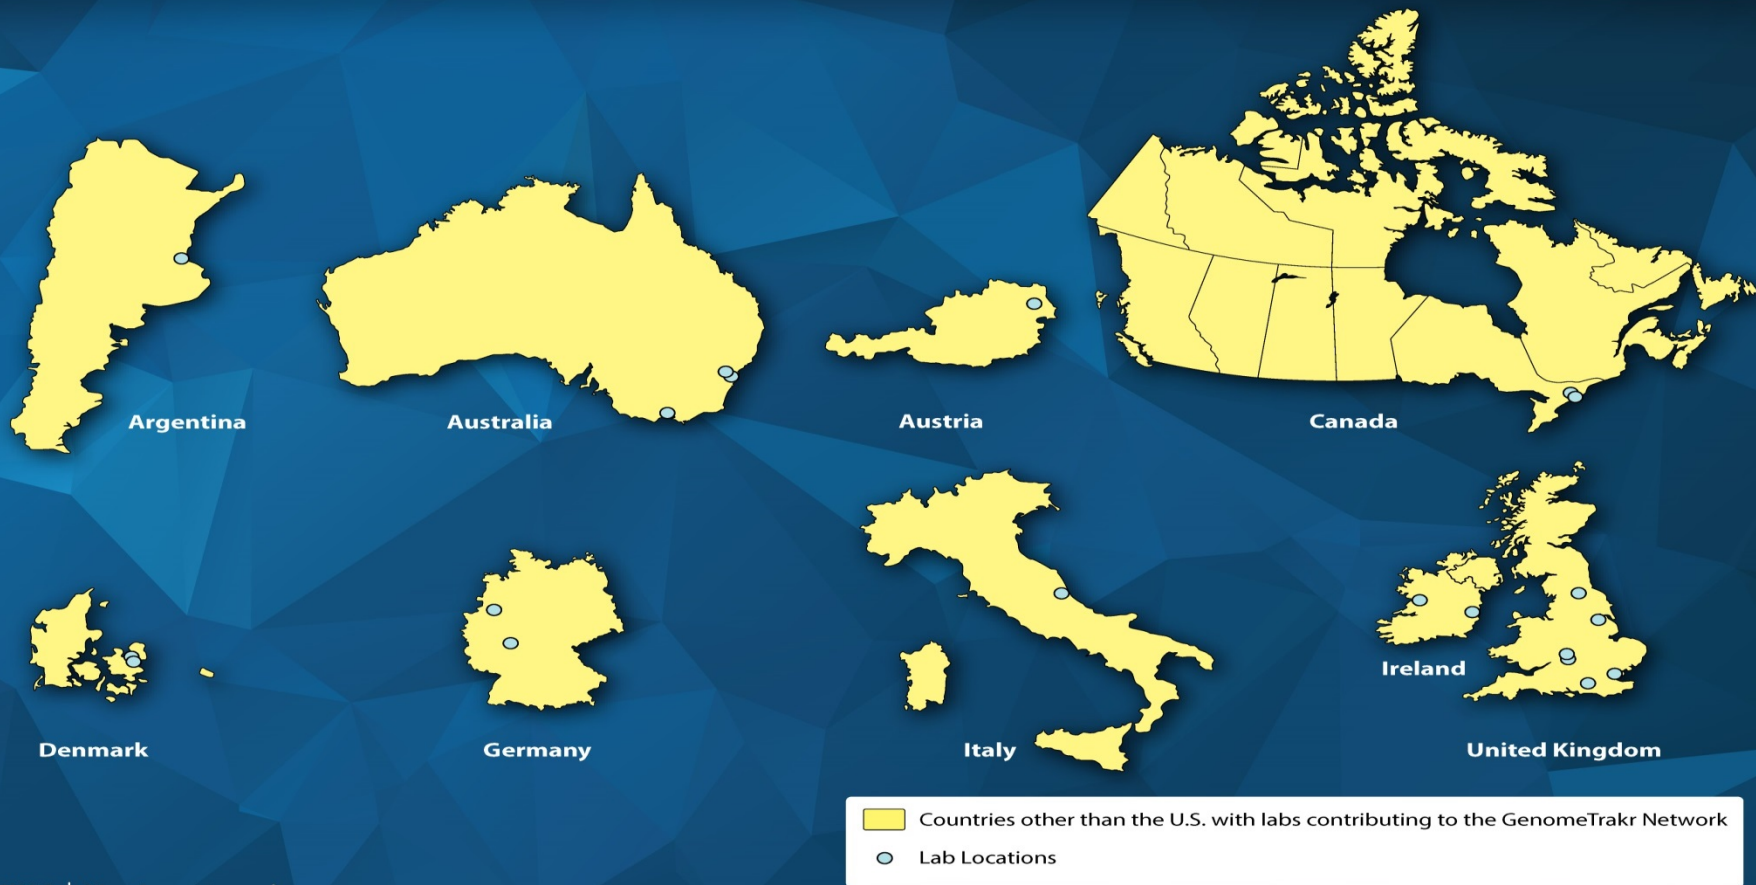 Argentina
Australia
Austria
Canada
Ireland
Denmark
Germany
Italy
United Kingdom
Countries other than the U.S. with labs contributing to the GenomeTrakr Network
Lab Locations